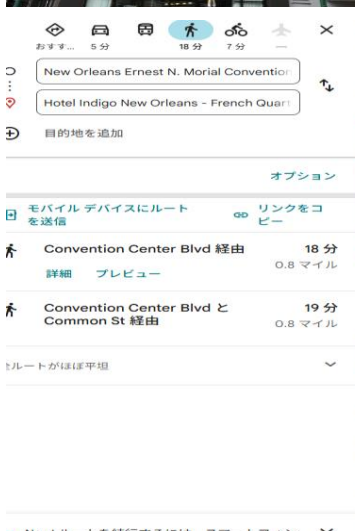 おすす...
5 分
18 分
7 分
New Orleans Ernest N. Morial Convention
Hotel Indigo New Orleans - French Quart
目的地を追加
オプション
モバイル デバイスにルート
を送信
リンクをコ
ピー
Convention Center Blvd 経由
18 分
0.8 マイル
詳細 プレビュー
Convention Center Blvd と
Common St 経由
19 分
0.8 マイル
ルートがほぼ平坦